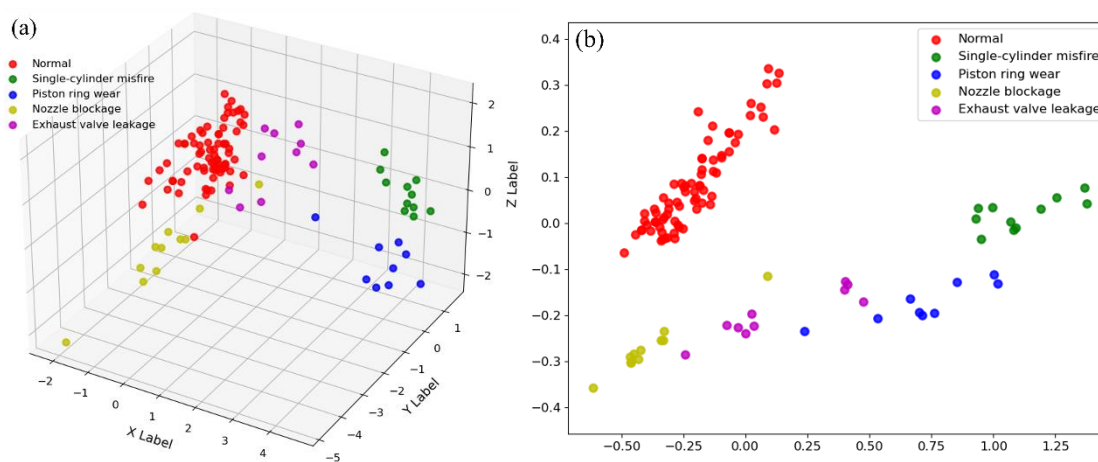 (a)
Normal
Single-cylinder misfire
Piston ring wear
Nozzle blockage
Exhaust valve leakage
2
1
0
−1
−2
Z Label
1
0
−1
−2
−3
−4
−5
Y Label
−2
−1
0
1
2
3
4
X Label
(b)
Normal
Single-cylinder misfire
Piston ring wear
Nozzle blockage
Exhaust valve leakage
0.4
0.3
0.2
0.1
0.0
−0.1
−0.2
−0.3
−0.4
−0.50
−0.25
0.00
0.25
0.50
0.75
1.00
1.25